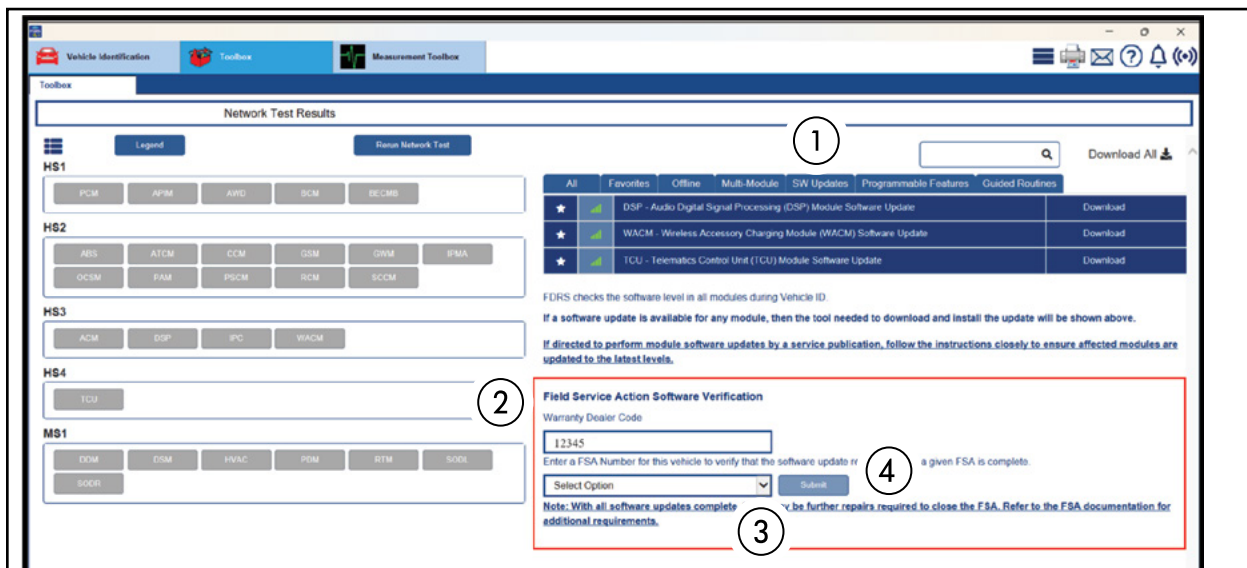 Vehicle Identification
Toolbox
Measurement Toolbox
Toolbox
Network Test Results
Legend
Rerun Network Test
1
Download All
HS1
PCM APIM AWD BCM BECMB
All Favorites Offline Multi-Module SW Updates Programmable Features Guided Routines
DSP - Audio Digital Signal Processing (DSP) Module Software Update Download
WACM - Wireless Accessory Charging Module (WACM) Software Update Download
TCU - Telematics Control Unit (TCU) Module Software Update Download
HS2
ABS ATCM CCM GSM GWM IPMA
OCSM PAM PSCM RCM SCCM
FDRS checks the software level in all modules during Vehicle ID.
If a software update is available for any module, then the tool needed to download and install the update will be shown above.
If directed to perform module software updates by a service publication, follow the instructions closely to ensure affected modules are
updated to the latest levels.
HS3
ACM DSP IPC WACM
HS4
TCU
2
Field Service Action Software Verification
Warranty Dealer Code
12345
Enter a FSA Number for this vehicle to verify that the software update a given FSA is complete.
4
Select Option
Submit
Note: With all software updates complete be further repairs required to close the FSA. Refer to the FSA documentation for
additional requirements.
3
MS1
DDM DSM HVAC PDM RTM SODL
SODR